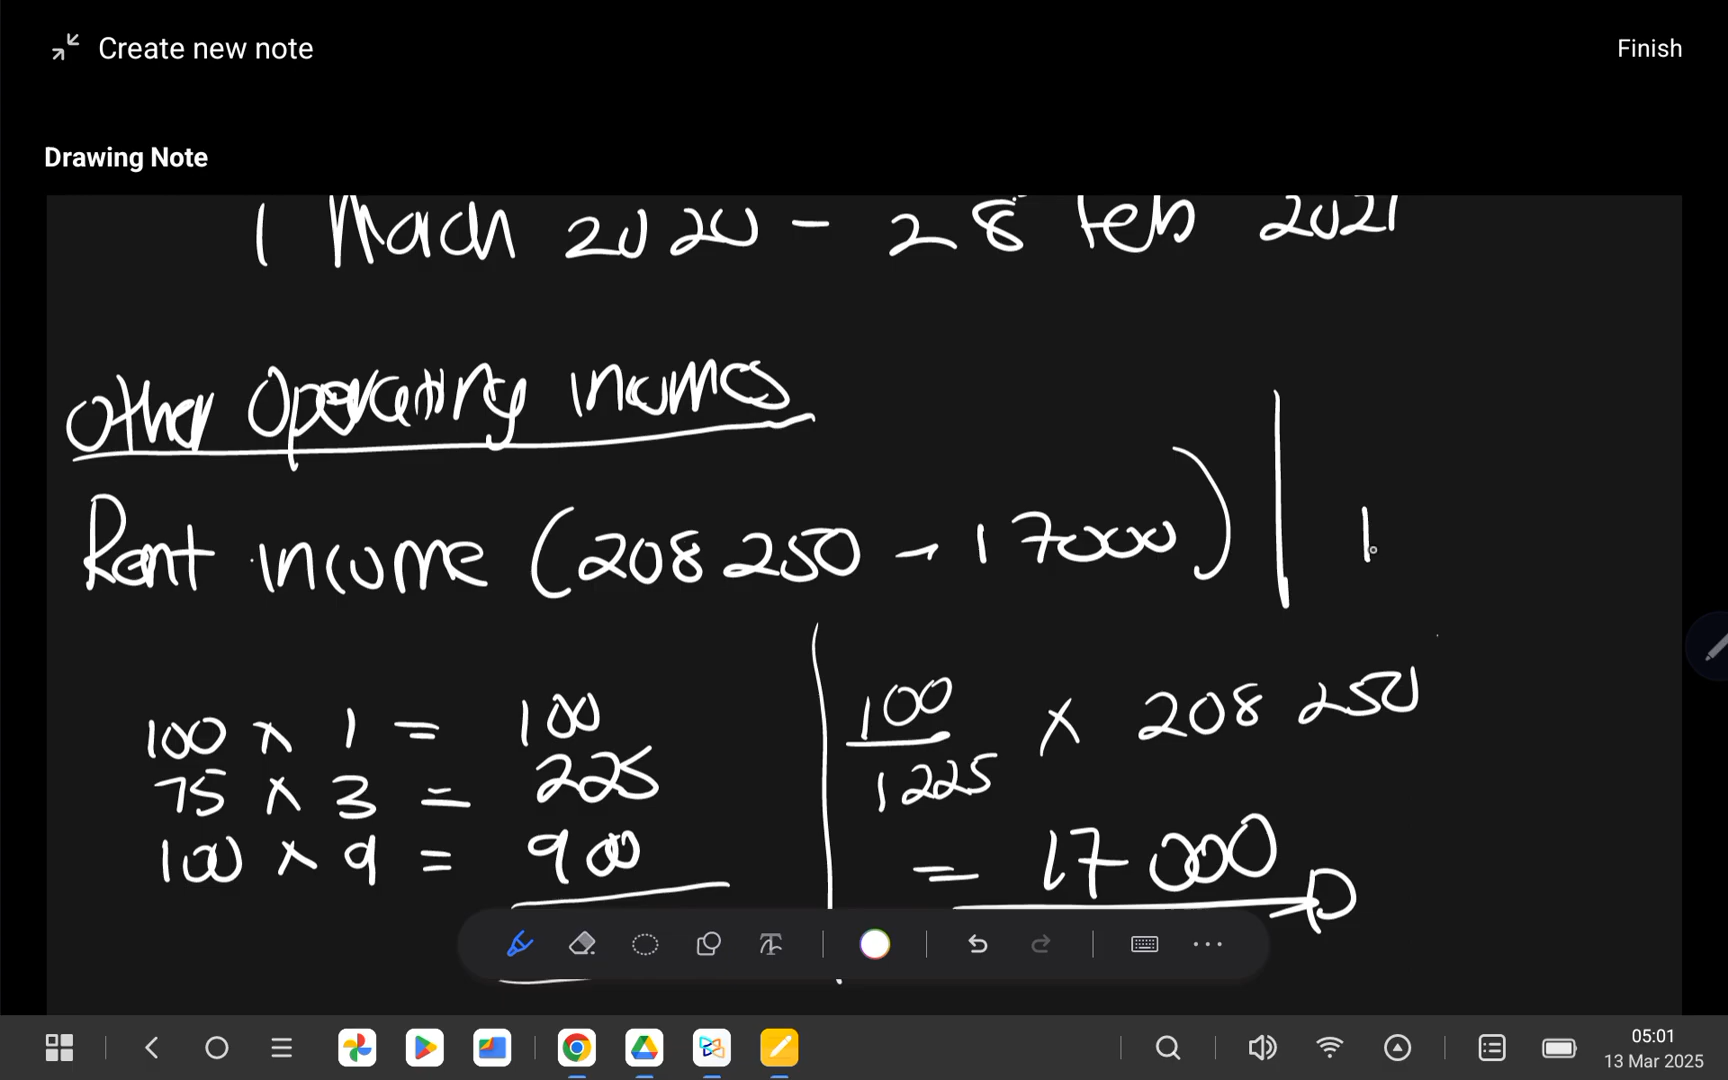 Create new note
Finish
Drawing Note
1 Mach 2020 - 28 Feb 2021
Other Operating incomes
Rent income (208 250 - 17000) | 1
100 x 1 = 100
75 x 3 = 225
100 x 9 = 900
100
1225
x 208 250
= 17 000
05:01
13 Mar 2025